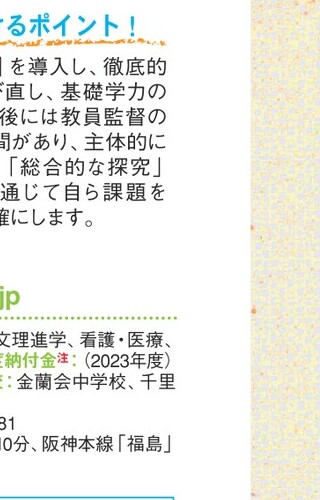 るポイント！
を導入し、徹底的
直し、基礎学力の
後には教員監督の
間があり、主体的に
「総合的な探究」
通じて自ら課題を
確にします。
jp
文理進学、看護・医療、
納付金注：（2023年度）
：金蘭会中学校、千里
81
10分、阪神本線「福島」